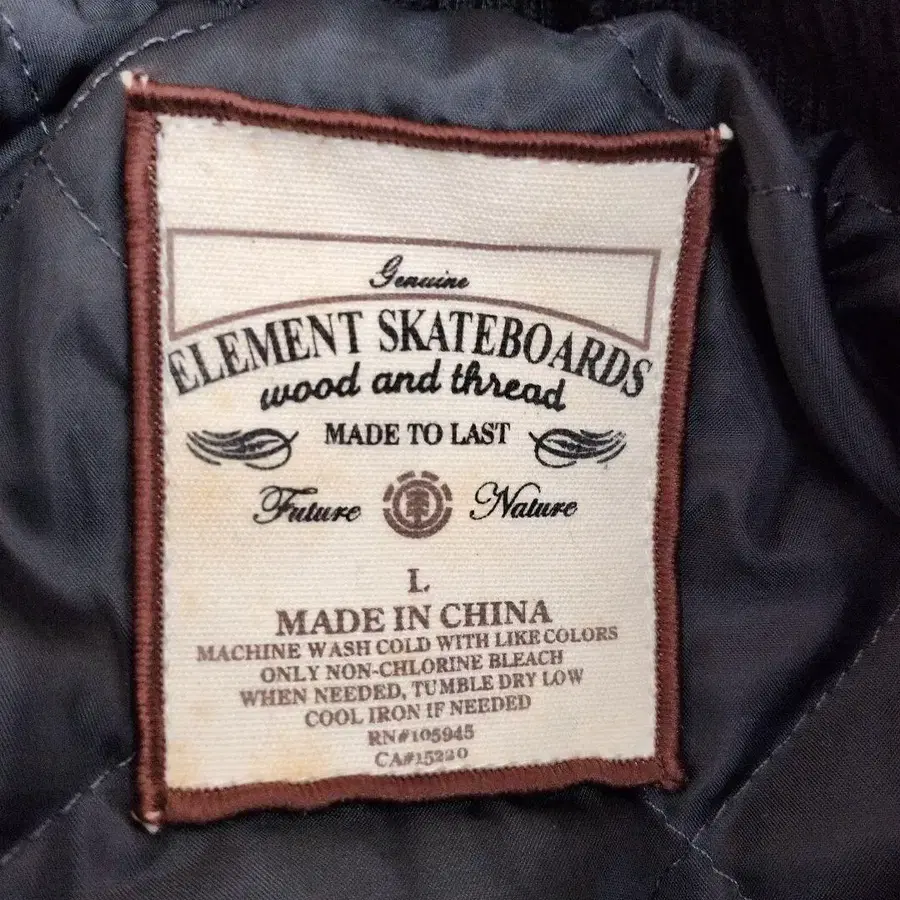 Genuine
ELEMENT SKATEBOARDS
wood and thread
MADE TO LAST
Future Nature
L
MADE IN CHINA
MACHINE WASH COLD WITH LIKE COLORS
ONLY NON-CHLORINE BLEACH
WHEN NEEDED, TUMBLE DRY LOW
COOL IRON IF NEEDED
RN#105945
CA#15220